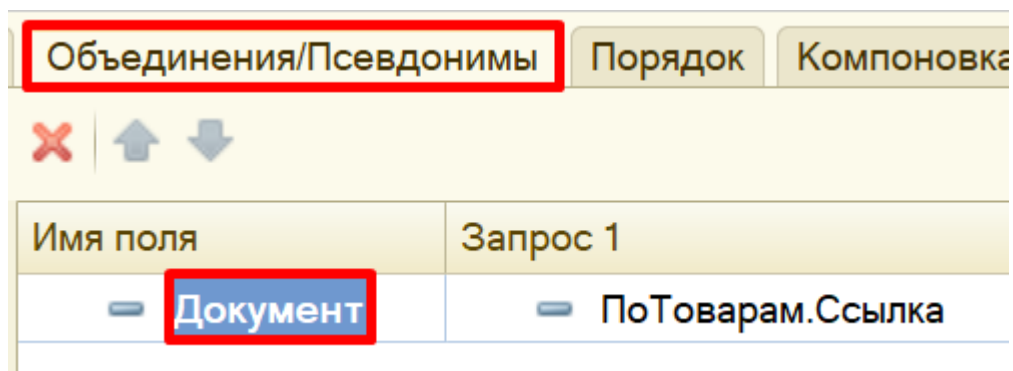 Объединения/Псевдонимы Порядок Компоновка
Имя поля Запрос 1
Документ ПоТоварам.Ссылка